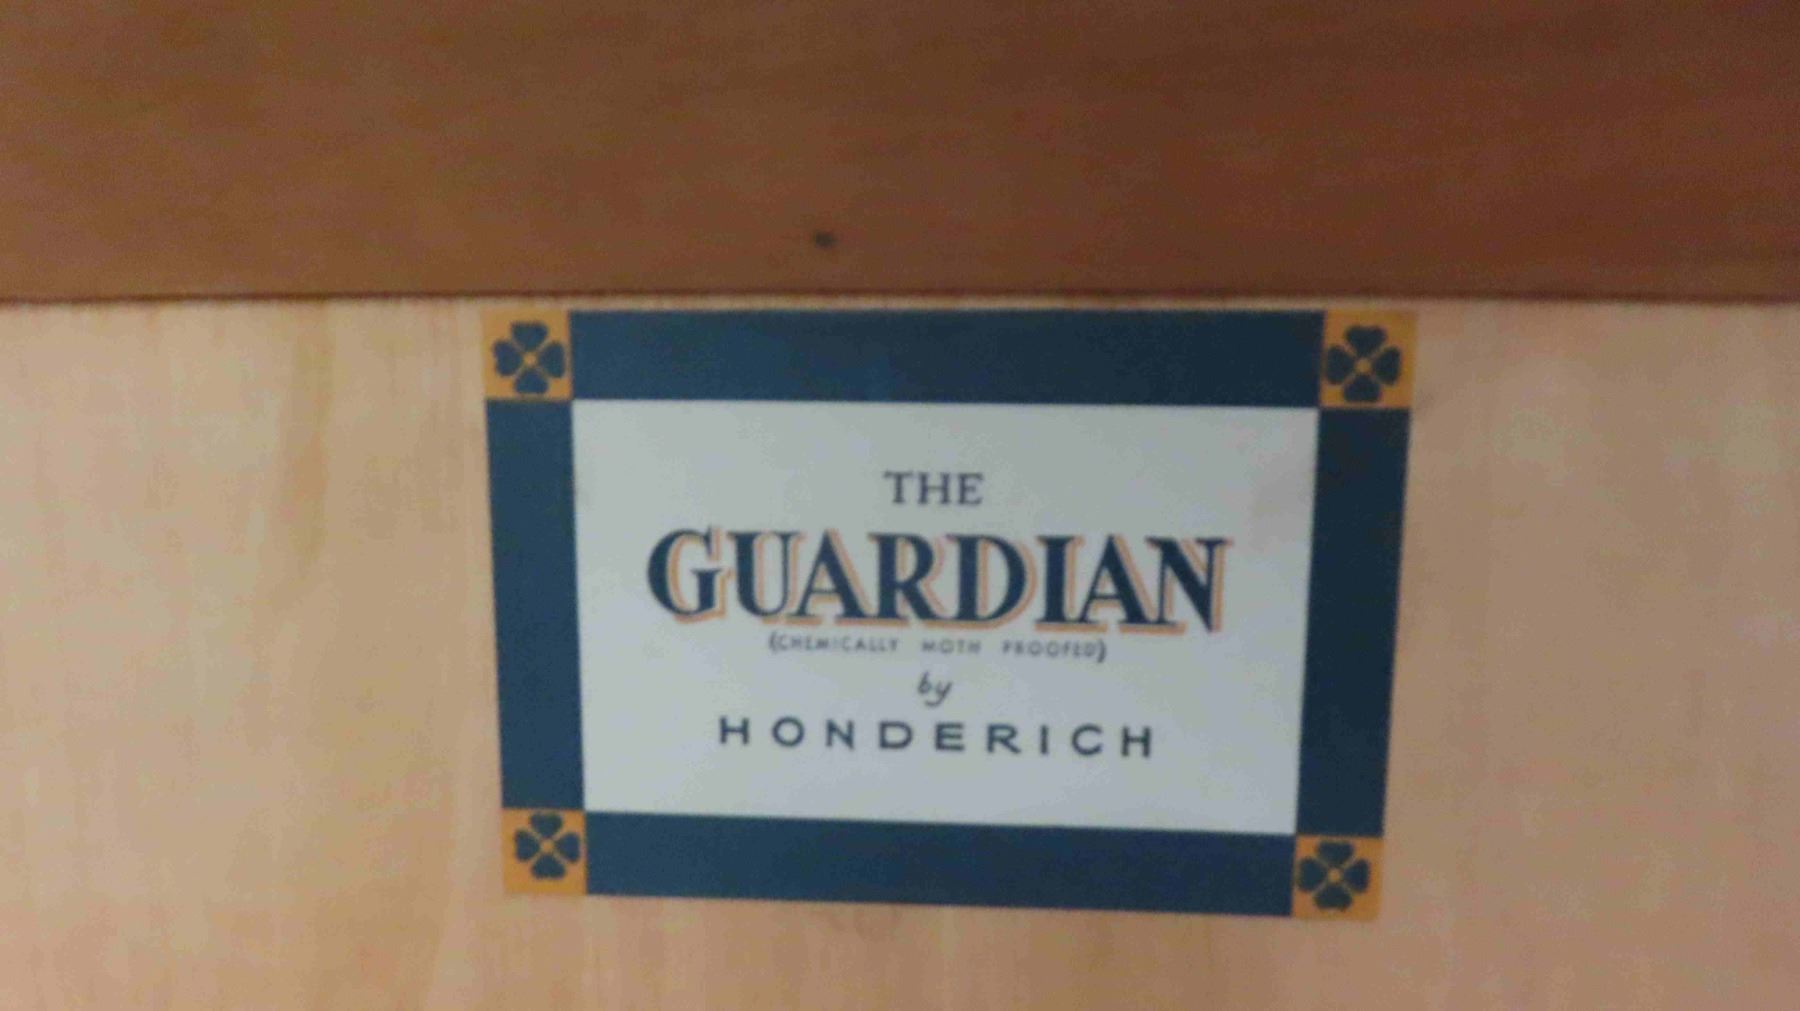 THE
GUARDIAN
(CHEMICALLY MOTH PROOFED)
by
HONDERICH